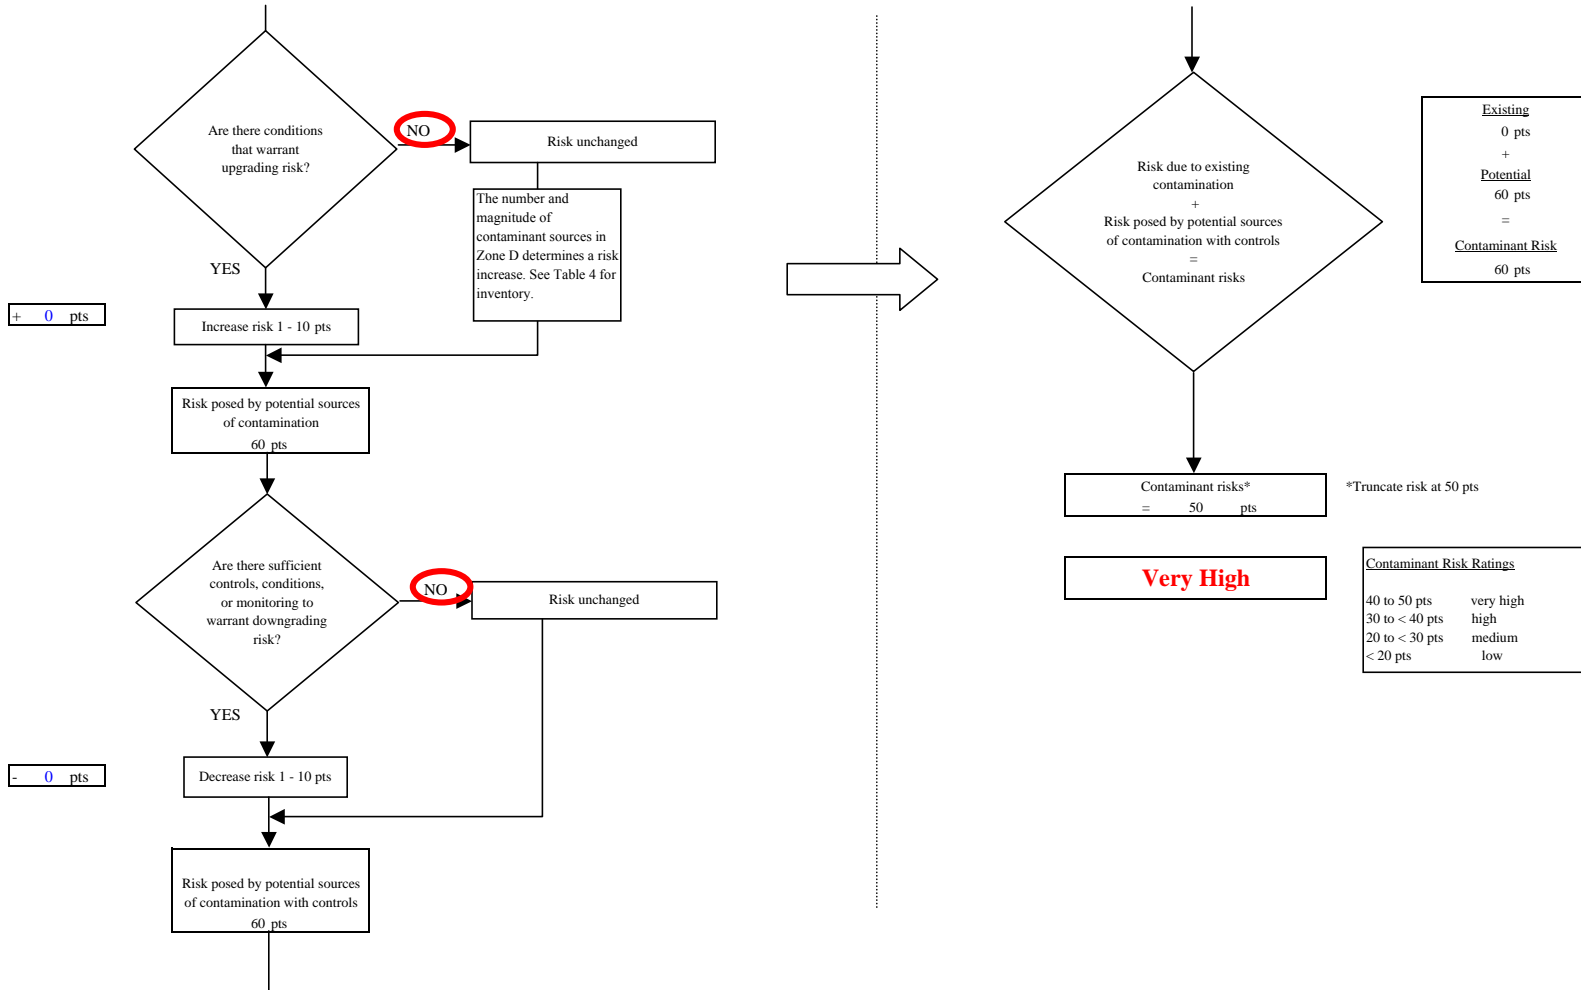 Are there conditions
that warrant
upgrading risk?
NO
Risk unchanged
The number and
magnitude of
contaminant sources in
Zone D determines a risk
increase. See Table 4 for
inventory.
YES
+ 0 pts
Increase risk 1 - 10 pts
Risk posed by potential sources
of contamination
60 pts
Are there sufficient
controls, conditions,
or monitoring to
warrant downgrading
risk?
NO
Risk unchanged
YES
- 0 pts
Decrease risk 1 - 10 pts
Risk posed by potential sources
of contamination with controls
60 pts
Risk due to existing
contamination
+
Risk posed by potential sources
of contamination with controls
=
Contaminant risks
Existing
0 pts
+
Potential
60 pts
=
Contaminant Risk
60 pts
Contaminant risks*
= 50 pts
*Truncate risk at 50 pts
Very High
Contaminant Risk Ratings
40 to 50 pts very high
30 to < 40 pts high
20 to < 30 pts medium
< 20 pts low